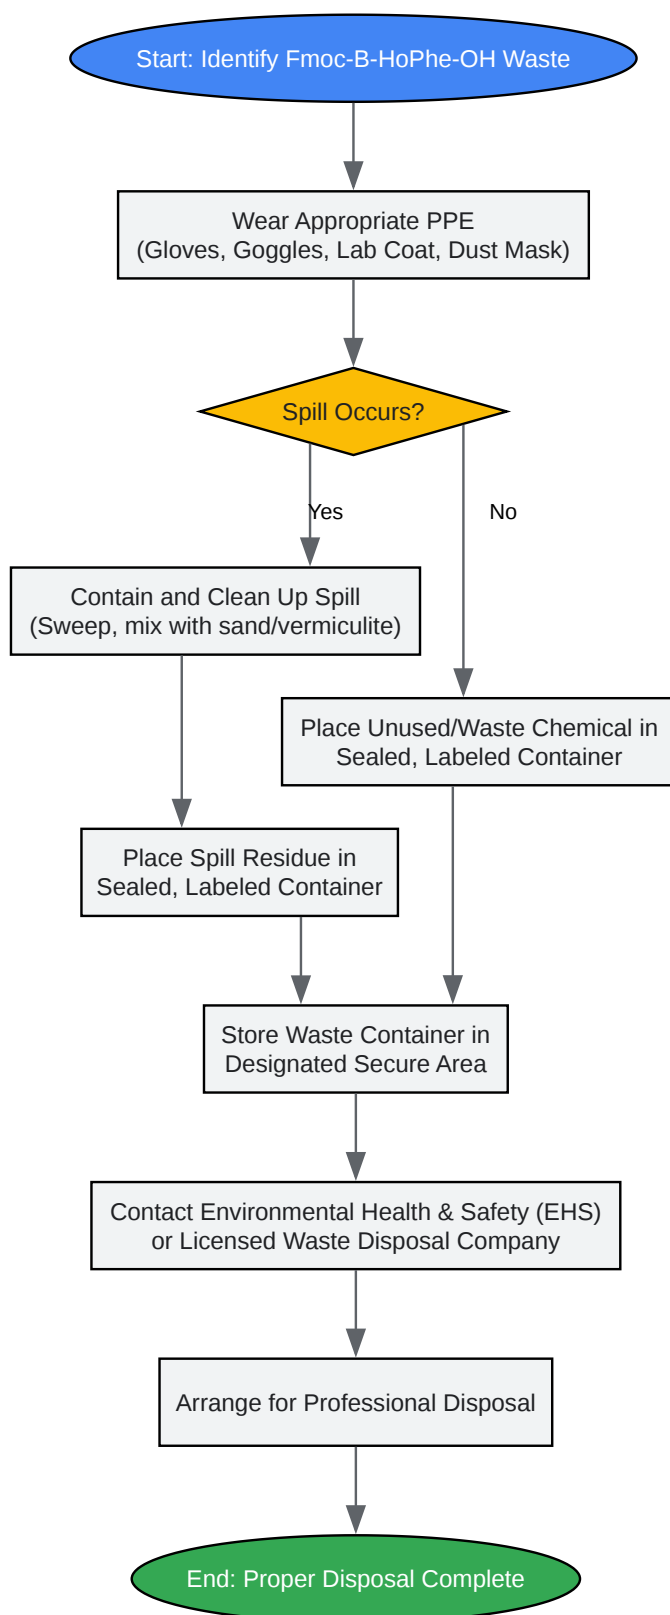 Start: Identify Fmoc-B-HoPhe-OH Waste
Wear Appropriate PPE
(Gloves, Goggles, Lab Coat, Dust Mask)
Spill Occurs?
Yes
No
Contain and Clean Up Spill
(Sweep, mix with sand/vermiculite)
Place Unused/Waste Chemical in
Sealed, Labeled Container
Place Spill Residue in
Sealed, Labeled Container
Store Waste Container in
Designated Secure Area
Contact Environmental Health & Safety (EHS)
or Licensed Waste Disposal Company
Arrange for Professional Disposal
End: Proper Disposal Complete